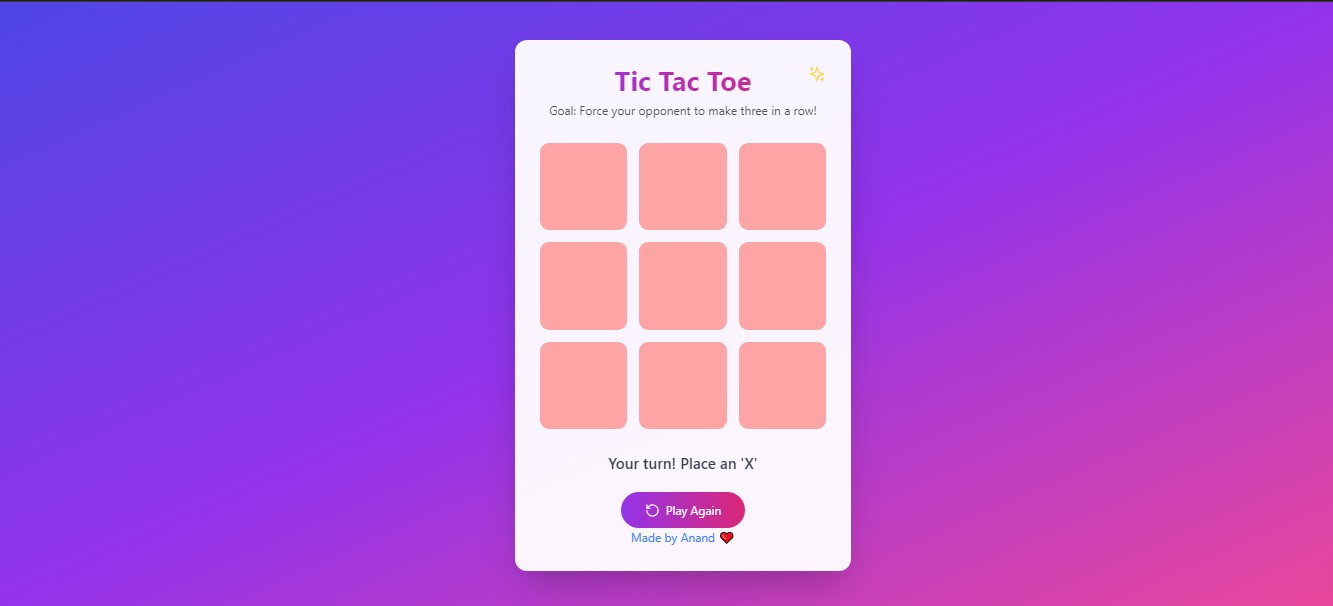 Tic Tac Toe
Goal: Force your opponent to make three in a row!
Your turn! Place an 'X'
Play Again
Made by Anand ❤️